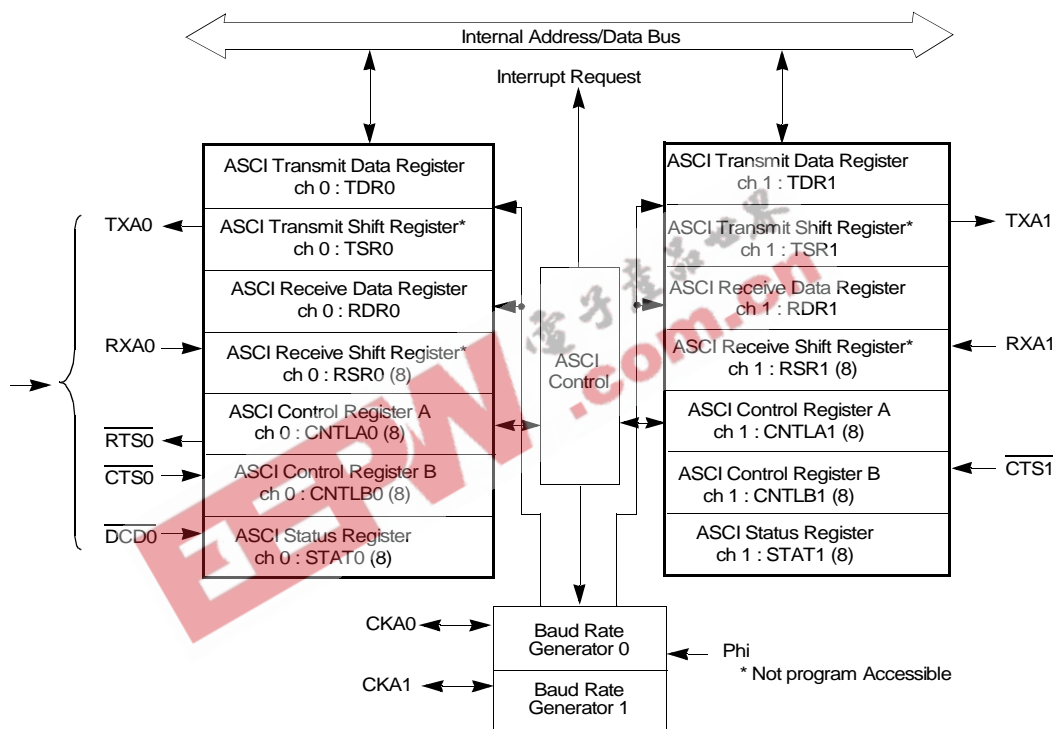 Internal Address/Data Bus
Interrupt Request
ASCI Transmit Data Register
ch 0 : TDR0
ASCI Transmit Shift Register*
ch 0 : TSR0
ASCI Receive Data Register
ch 0 : RDR0
ASCI Receive Shift Register*
ch 0 : RSR0 (8)
ASCI Control Register A
ch 0 : CNTLA0 (8)
ASCI Control Register B
ch 0 : CNTLB0 (8)
ASCI Status Register
ch 0 : STAT0 (8)
TXA0
RXA0
RTS0
CTS0
DCD0
ASCI
Control
ASCI Transmit Data Register
ch 1 : TDR1
ASCI Transmit Shift Register*
ch 1 : TSR1
ASCI Receive Data Register
ch 1 : RDR1
ASCI Receive Shift Register*
ch 1 : RSR1 (8)
ASCI Control Register A
ch 1 : CNTLA1 (8)
ASCI Control Register B
ch 1 : CNTLB1 (8)
ASCI Status Register
ch 1 : STAT1 (8)
TXA1
RXA1
CTS1
CKA0
CKA1
Baud Rate
Generator 0
Baud Rate
Generator 1
Phi
* Not program Accessible
EEPW
.com.cn
電子産品世界